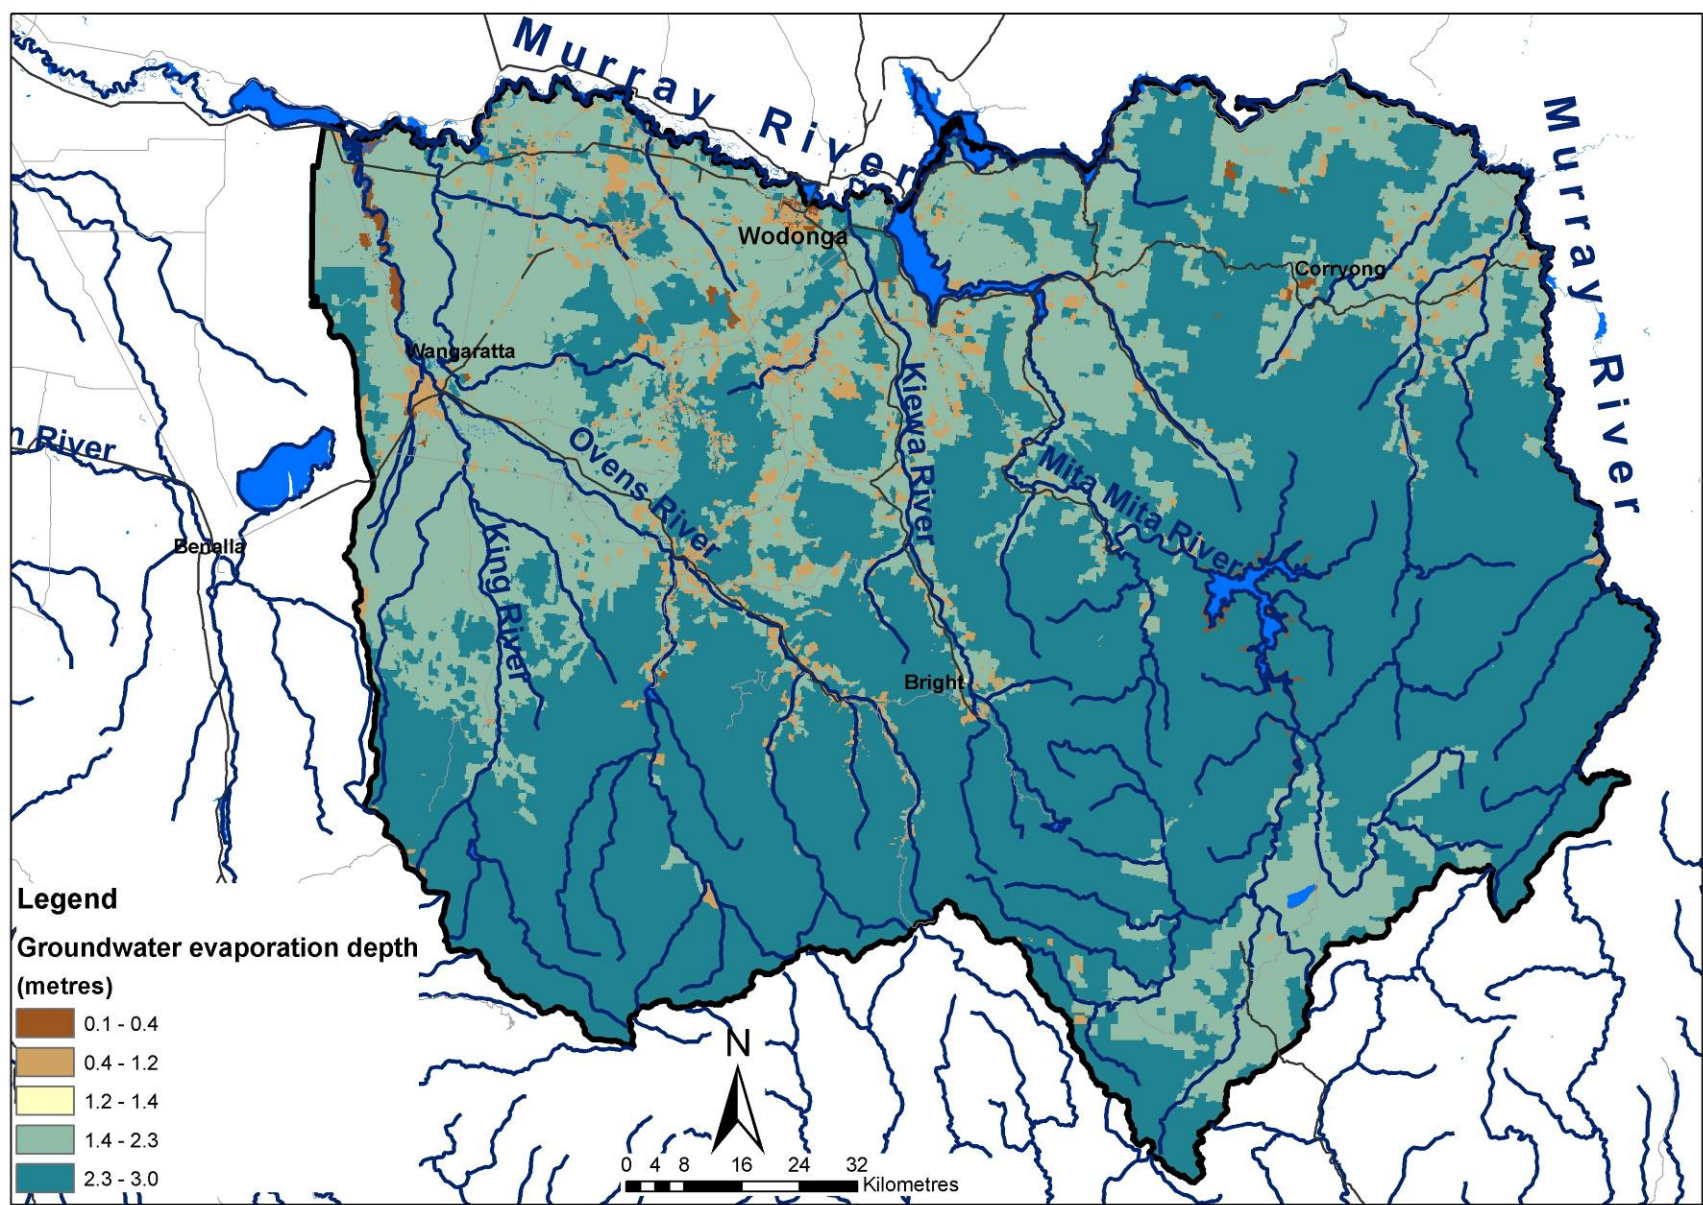 Murray River
Murray River
Wodonga
Corryong
Wangaratta
n River
Kiewa River
Ovens River
Mita Mita River
Benalla
King River
Bright
Legend
Groundwater evaporation depth
(metres)
0.1 - 0.4
0.4 - 1.2
1.2 - 1.4
1.4 - 2.3
2.3 - 3.0
N
0 4 8 16 24 32
Kilometres